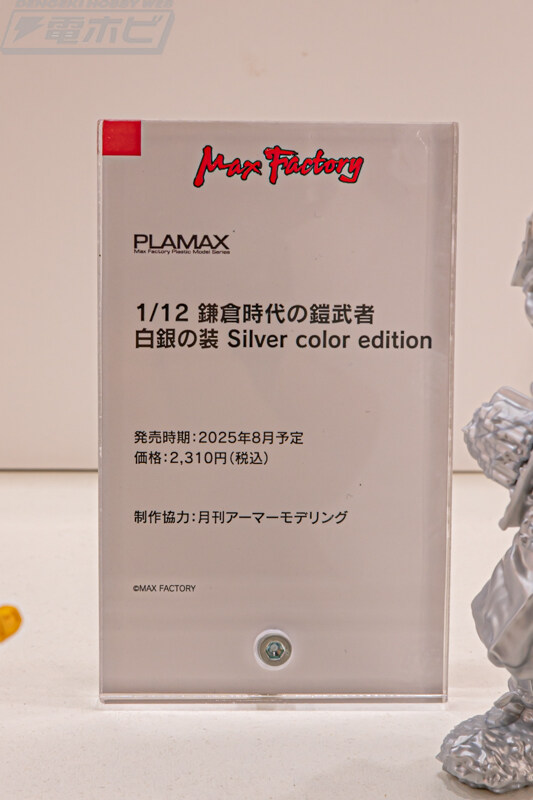 DENGEKI HOBBY WEB
電ホビ
Max Factory
PLAMAX
Max Factory Plastic Model Series
1/12 鎌倉時代の鎧武者
白銀の装 Silver color edition
発売時期：2025年8月予定
価格：2,310円（税込）
制作協力：月刊アーマーモデリング
©MAX FACTORY